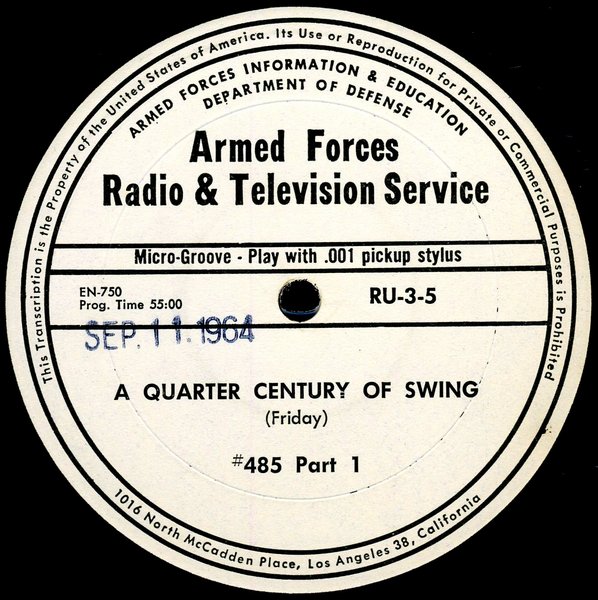 This Transcription is the Property of the United States of America. Its Use or Reproduction for Private or Commercial Purposes is Prohibited
ARMED FORCES INFORMATION & EDUCATION
DEPARTMENT OF DEFENSE
Armed Forces
Radio & Television Service
Micro-Groove - Play with .001 pickup stylus
EN-750
RU-3-5
Prog. Time 55:00
SEP. 11. 1964
A QUARTER CENTURY OF SWING
(Friday)
#485 Part 1
1016 North McCadden Place, Los Angeles 38, California